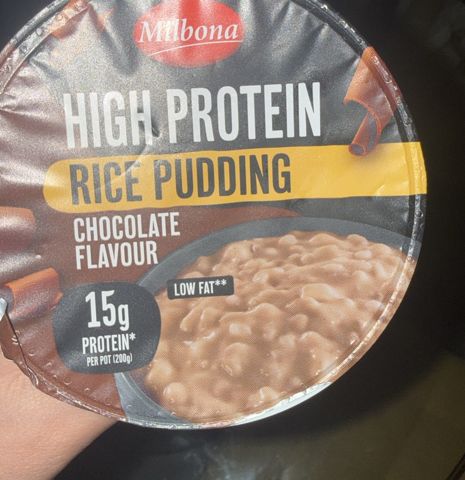 Milbona
HIGH PROTEIN
RICE PUDDING
CHOCOLATE
FLAVOUR
LOW FAT**
15g
PROTEIN*
PER POT (200g)